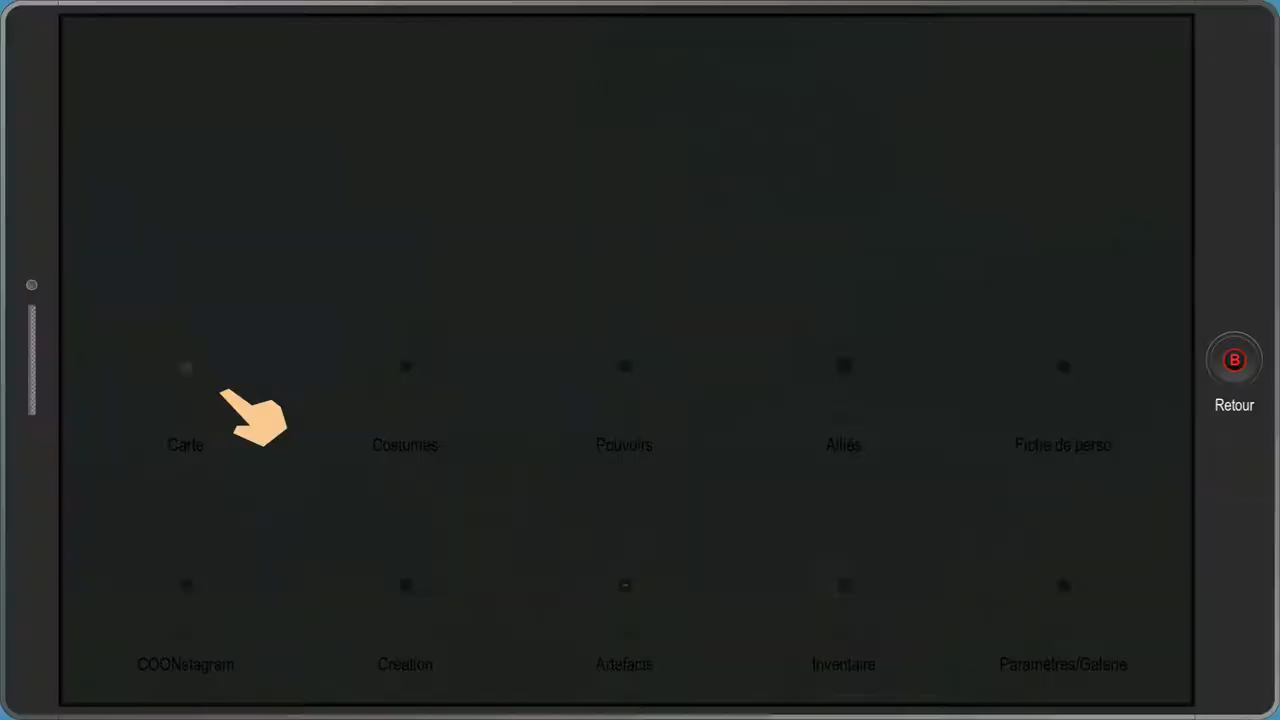 B
Retour
Carte Costumes Pouvoirs Alliés Fiche de perso
COONstagram Création Artefacts Inventaire Paramètres/Galerie